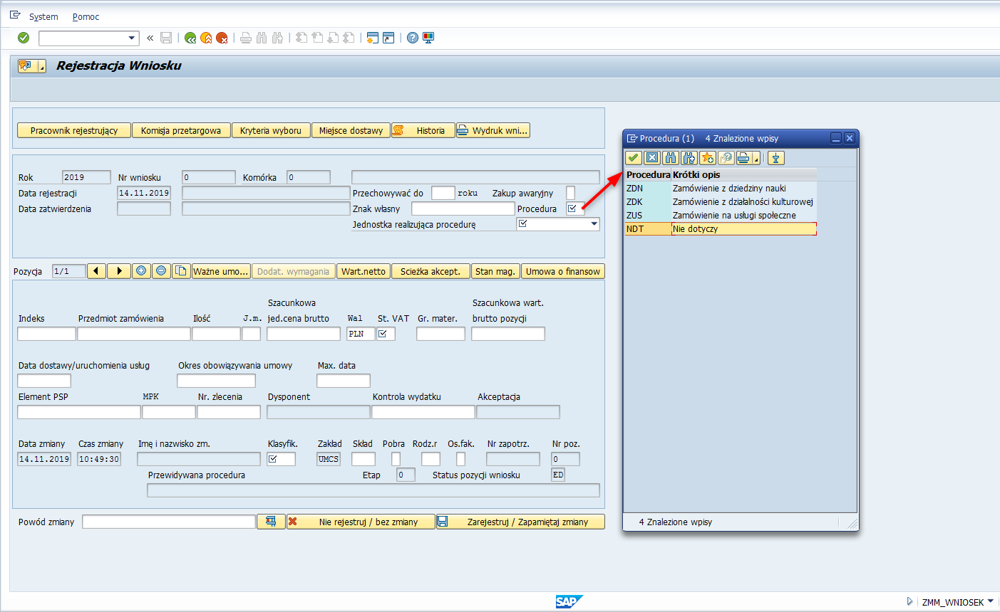 System Pomoc
Rejestracja Wniosku
Pracownik rejestrujący Komisja przetargowa Kryteria wyboru Miejsce dostawy Historia Wydruk wni...
Rok 2019 Nr wniosku 0 Komórka 0
Data rejestracji 14.11.2019 Przechowywać do roku Zakup awaryjny
Data zatwierdzenia Znak własny Procedura
Jednostka realizująca procedurę
Pozycja 1/1 Ważne umo... Dodat. wymagania Wart.netto Scieżka akcept. Stan mag. Umowa o finansow
Szacunkowa Szacunkowa wart.
Indeks Przedmiot zamówienia Ilość J.m. jed.cena brutto Wal St. VAT Gr. mater. brutto pozycji
PLN
Data dostawy/uruchomienia usług Okres obowiązywania umowy Max. data
Element PSP MPK Nr. zlecenia Dysponent Kontrola wydatku Akceptacja
Data zmiany Czas zmiany Imę i nazwisko zm. Klasyfik. Zakład Skład Pobra Rodz.r Os.fak. Nr zapotrz. Nr poz.
14.11.2019 10:49:30 UMCS 0
Przewidywana procedura Etap 0 Status pozycji wniosku ED
Powód zmiany Nie rejestruj / bez zmiany Zarejestruj / Zapamiętaj zmiany
Procedura (1) 4 Znalezione wpisy
Procedura Krótki opis
ZDN Zamówienie z dziedziny nauki
ZDK Zamówienie z działalności kulturowej
ZUS Zamówienie na usługi społeczne
NDT Nie dotyczy
4 Znalezione wpisy
SAP ZMM_WNIOSEK